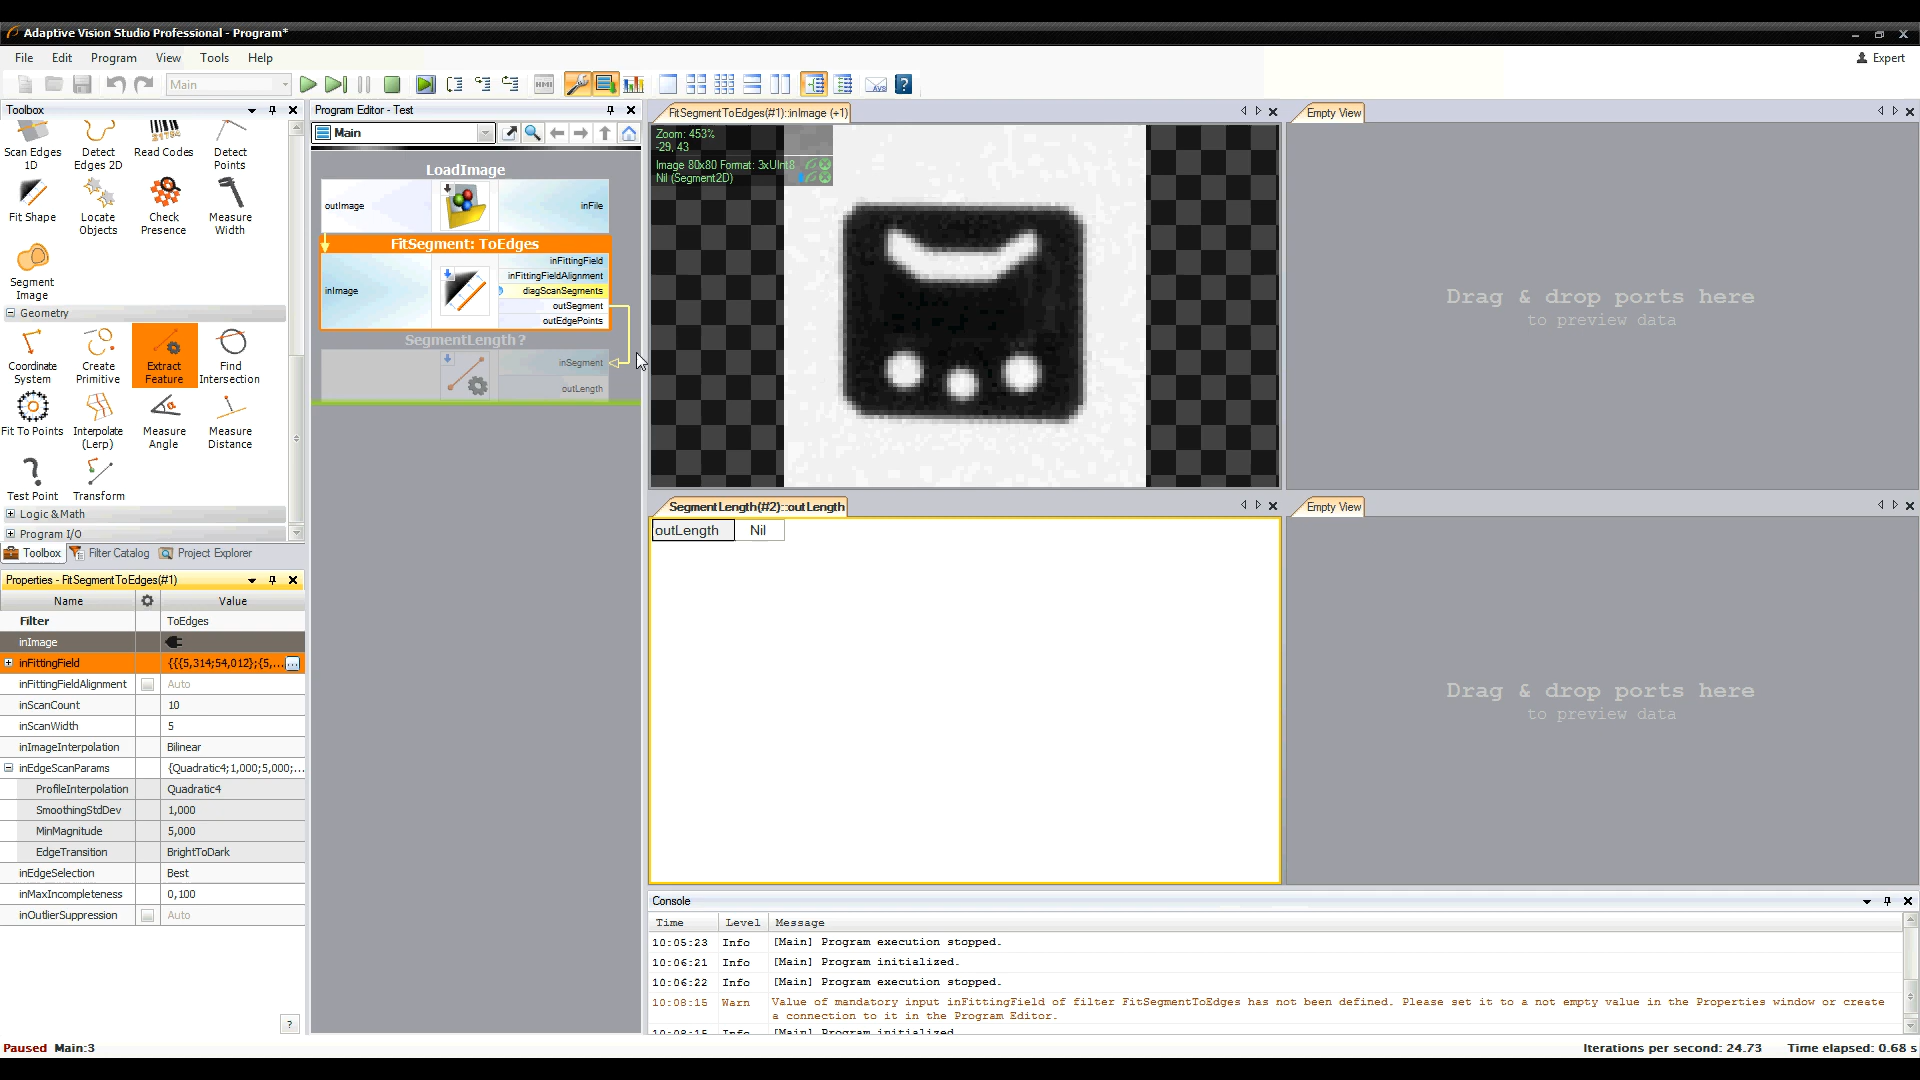 Adaptive Vision Studio Professional - Program*
File Edit Program View Tools Help
Expert
Main
HMI
AVS
?
Toolbox
Scan Edges 1D
Detect Edges 2D
Read Codes
Detect Points
Fit Shape
Locate Objects
Check Presence
Measure Width
Segment Image
Geometry
Coordinate System
Create Primitive
Extract Feature
Find Intersection
Fit To Points
Interpolate (Lerp)
Measure Angle
Measure Distance
Test Point
Transform
Logic & Math
Program I/O
Toolbox Filter Catalog Project Explorer
Properties - FitSegmentToEdges(#1)
Name Value
Filter ToEdges
inImage
inFittingField {{{5,314;54,012};{5,... ...
inFittingFieldAlignment Auto
inScanCount 10
inScanWidth 5
inImageInterpolation Bilinear
inEdgeScanParams {Quadratic4;1,000;5,000;...
ProfileInterpolation Quadratic4
SmoothingStdDev 1,000
MinMagnitude 5,000
EdgeTransition BrightToDark
inEdgeSelection Best
inMaxIncompleteness 0,100
inOutlierSuppression Auto
?
Program Editor - Test
Main
LoadImage
outImage inFile
FitSegment: ToEdges
inFittingField
inFittingFieldAlignment
inImage diagScanSegments
outSegment
outEdgePoints
SegmentLength?
inSegment
outLength
FitSegmentToEdges(#1)::inImage (+1)
Zoom: 453%
-29, 43
Image 80x80 Format: 3xUInt8
Nil (Segment2D)
Empty View
Drag & drop ports here
to preview data
SegmentLength(#2)::outLength
outLength Nil
Empty View
Drag & drop ports here
to preview data
Console
Time Level Message
10:05:23 Info [Main] Program execution stopped.
10:06:21 Info [Main] Program initialized.
10:06:22 Info [Main] Program execution stopped.
10:08:15 Warn Value of mandatory input inFittingField of filter FitSegmentToEdges has not been defined. Please set it to a not empty value in the Properties window or create
a connection to it in the Program Editor.
10:08:15 Info [Main] Program initialized.
Paused Main:3
Iterations per second: 24.73 Time elapsed: 0.68 s